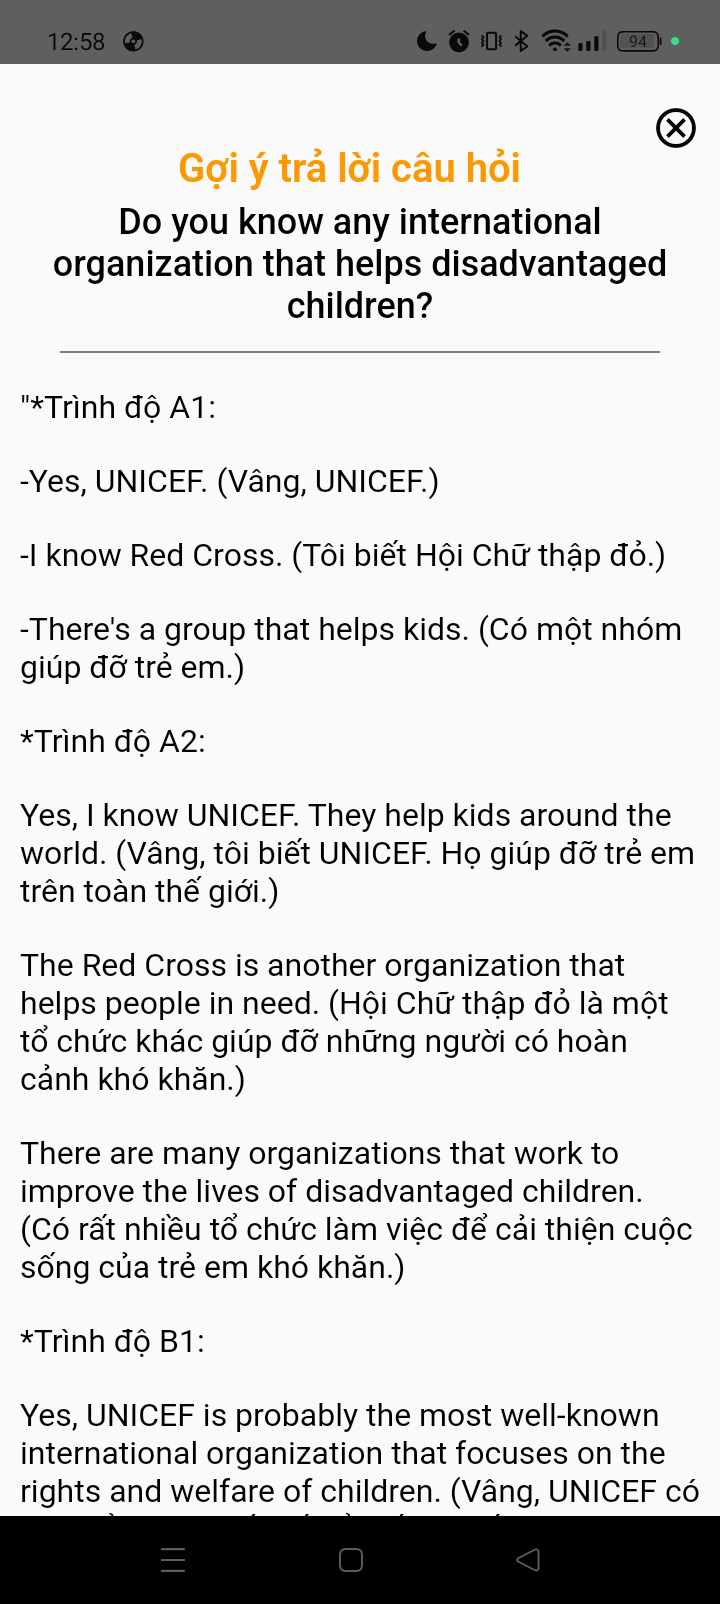 12:58
94
Gợi ý trả lời câu hỏi
Do you know any international
organization that helps disadvantaged
children?
"*Trình độ A1:
-Yes, UNICEF. (Vâng, UNICEF.)
-I know Red Cross. (Tôi biết Hội Chữ thập đỏ.)
-There's a group that helps kids. (Có một nhóm
giúp đỡ trẻ em.)
*Trình độ A2:
Yes, I know UNICEF. They help kids around the
world. (Vâng, tôi biết UNICEF. Họ giúp đỡ trẻ em
trên toàn thế giới.)
The Red Cross is another organization that
helps people in need. (Hội Chữ thập đỏ là một
tổ chức khác giúp đỡ những người có hoàn
cảnh khó khăn.)
There are many organizations that work to
improve the lives of disadvantaged children.
(Có rất nhiều tổ chức làm việc để cải thiện cuộc
sống của trẻ em khó khăn.)
*Trình độ B1:
Yes, UNICEF is probably the most well-known
international organization that focuses on the
rights and welfare of children. (Vâng, UNICEF có